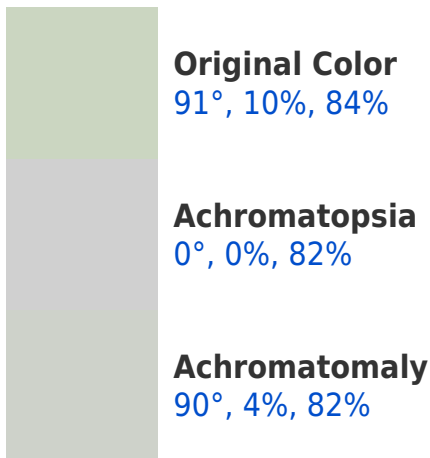 Original Color
91°, 10%, 84%
Achromatopsia
0°, 0%, 82%
Achromatomaly
90°, 4%, 82%